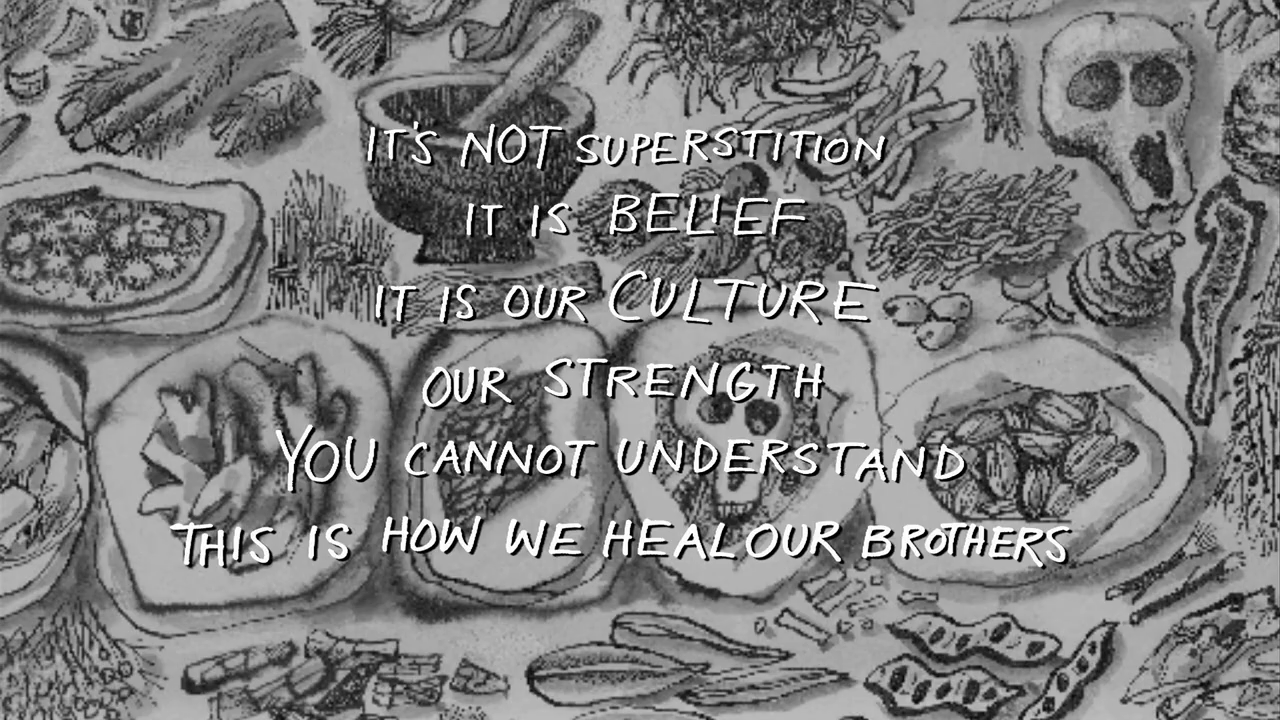 IT'S NOT SUPERSTITION
IT IS BELIEF
IT IS OUR CULTURE
OUR STRENGTH
YOU CANNOT UNDERSTAND
THIS IS HOW WE HEAL OUR BROTHERS